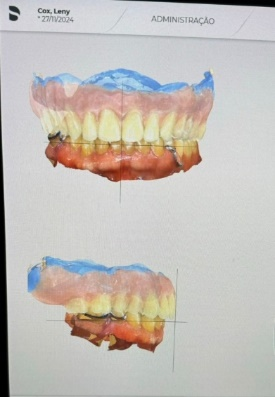 Cox, Leny
* 27/11/2024
ADMINISTRAÇÃO